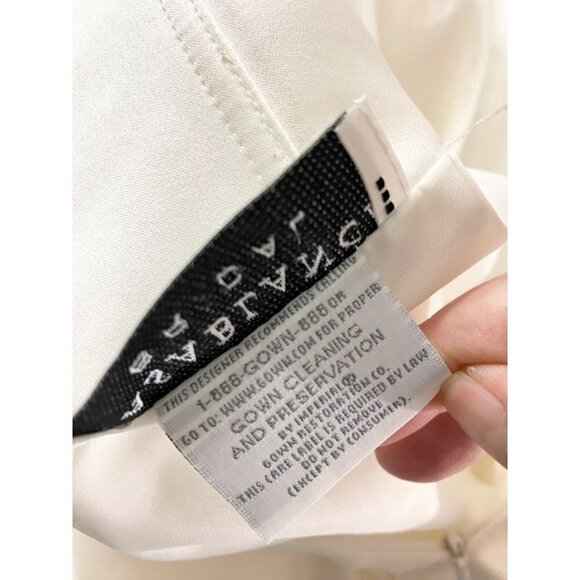 CASABLANCA
BRIDAL
THIS DESIGNER RECOMMENDS CALLING
1-888-GOWN-888 OR
GO TO: WWW.GOWN.COM FOR PROPER
GOWN CLEANING
AND PRESERVATION
BY IMPERIAL®
GOWN RESTORATION CO.
DO NOT REMOVE
THIS CARE LABEL IS REQUIRED BY LAW
(EXCEPT BY CONSUMER).